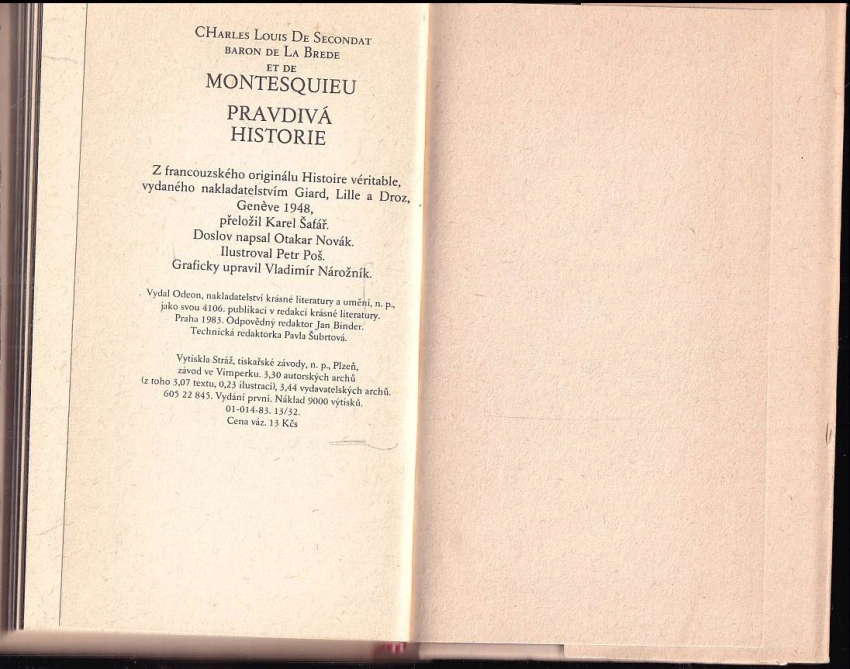 CHARLES LOUIS DE SECONDAT
BARON DE LA BREDE
ET DE
MONTESQUIEU
PRAVDIVÁ
HISTORIE
Z francouzského originálu Histoire véritable,
vydaného nakladatelstvím Giard, Lille a Droz,
Genève 1948,
přeložil Karel Šafář.
Doslov napsal Otakar Novák.
Ilustroval Petr Poš.
Graficky upravil Vladimír Nárožník.
Vydal Odeon, nakladatelství krásné literatury a umění, n. p.,
jako svou 4106. publikaci v redakci krásné literatury.
Praha 1983. Odpovědný redaktor Jan Binder.
Technická redaktorka Pavla Šubrtová.
Vytiskla Stráž, tiskařské závody, n. p., Plzeň,
závod ve Vimperku. 3,30 autorských archů
(z toho 3,07 textu, 0,23 ilustrací), 3,44 vydavatelských archů.
605 22 845. Vydání první. Náklad 9000 výtisků.
01-014-83. 13/32.
Cena váz. 13 Kčs